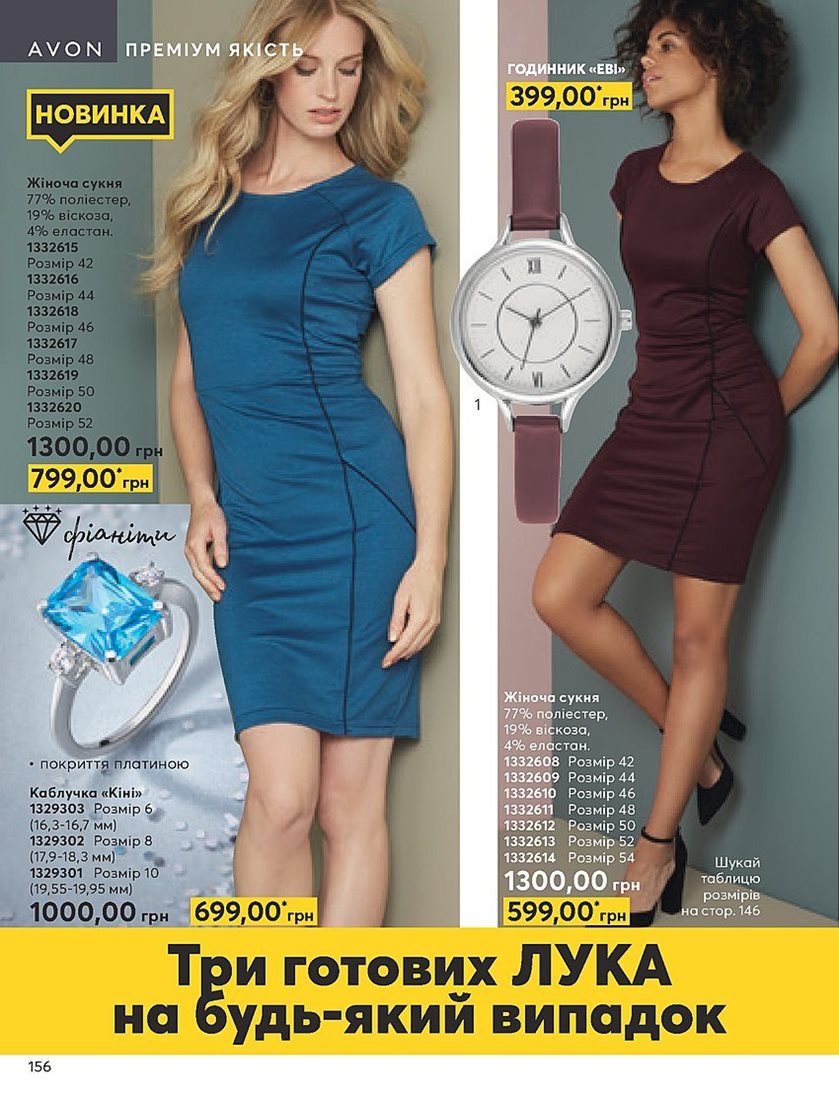 AVON ПРЕМІУМ ЯКІСТЬ
НОВИНКА
Жіноча сукня
77% поліестер,
19% віскоза,
4% еластан.
1332615
Розмір 42
1332616
Розмір 44
1332618
Розмір 46
1332617
Розмір 48
1332619
Розмір 50
1332620
Розмір 52
1300,00 грн
799,00* грн
фіаніти
• покриття платиною
Каблучка «Кіні»
1329303 Розмір 6
(16,3-16,7 мм)
1329302 Розмір 8
(17,9-18,3 мм)
1329301 Розмір 10
(19,55-19,95 мм)
1000,00 грн 699,00* грн
ГОДИННИК «ЕВІ»
399,00* грн
XII
VI
1
Жіноча сукня
77% поліестер,
19% віскоза,
4% еластан.
1332608 Розмір 42
1332609 Розмір 44
1332610 Розмір 46
1332611 Розмір 48
1332612 Розмір 50
1332613 Розмір 52
1332614 Розмір 54
1300,00 грн
599,00* грн
Шукай
таблицю
розмірів
на стор. 146
Три готових ЛУКА
на будь-який випадок
156